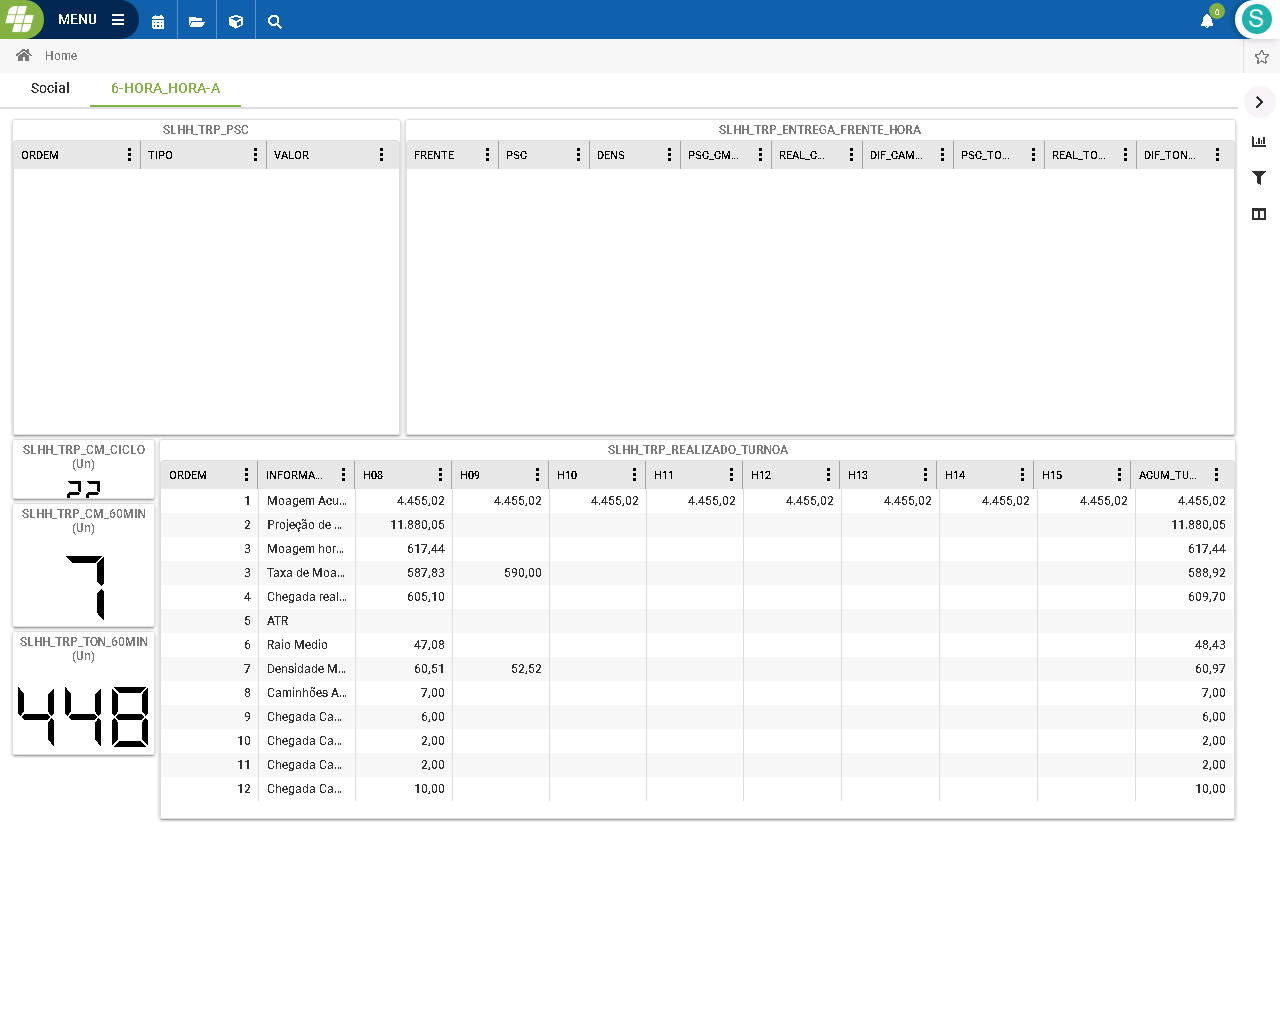 MENU
0
S
Home
Social
6-HORA_HORA-A
SLHH_TRP_PSC
ORDEM TIPO VALOR
SLHH_TRP_ENTREGA_FRENTE_HORA
FRENTE PSC DENS PSC_CM... REAL_C... DIF_CAM... PSC_TO... REAL_TO... DIF_TON...
SLHH_TRP_CM_CICLO
(Un)
22
SLHH_TRP_CM_60MIN
(Un)
7
SLHH_TRP_TON_60MIN
(Un)
448
SLHH_TRP_REALIZADO_TURNOA
ORDEM INFORMA... H08 H09 H10 H11 H12 H13 H14 H15 ACUM_TU...
1 Moagem Acu... 4.455,02 4.455,02 4.455,02 4.455,02 4.455,02 4.455,02 4.455,02 4.455,02 4.455,02
2 Projeção de ... 11.880,05 11.880,05
3 Moagem hor... 617,44 617,44
3 Taxa de Moa... 587,83 590,00 588,92
4 Chegada real... 605,10 609,70
5 ATR
6 Raio Medio 47,08 48,43
7 Densidade M... 60,51 52,52 60,97
8 Caminhões A... 7,00 7,00
9 Chegada Ca... 6,00 6,00
10 Chegada Ca... 2,00 2,00
11 Chegada Ca... 2,00 2,00
12 Chegada Ca... 10,00 10,00